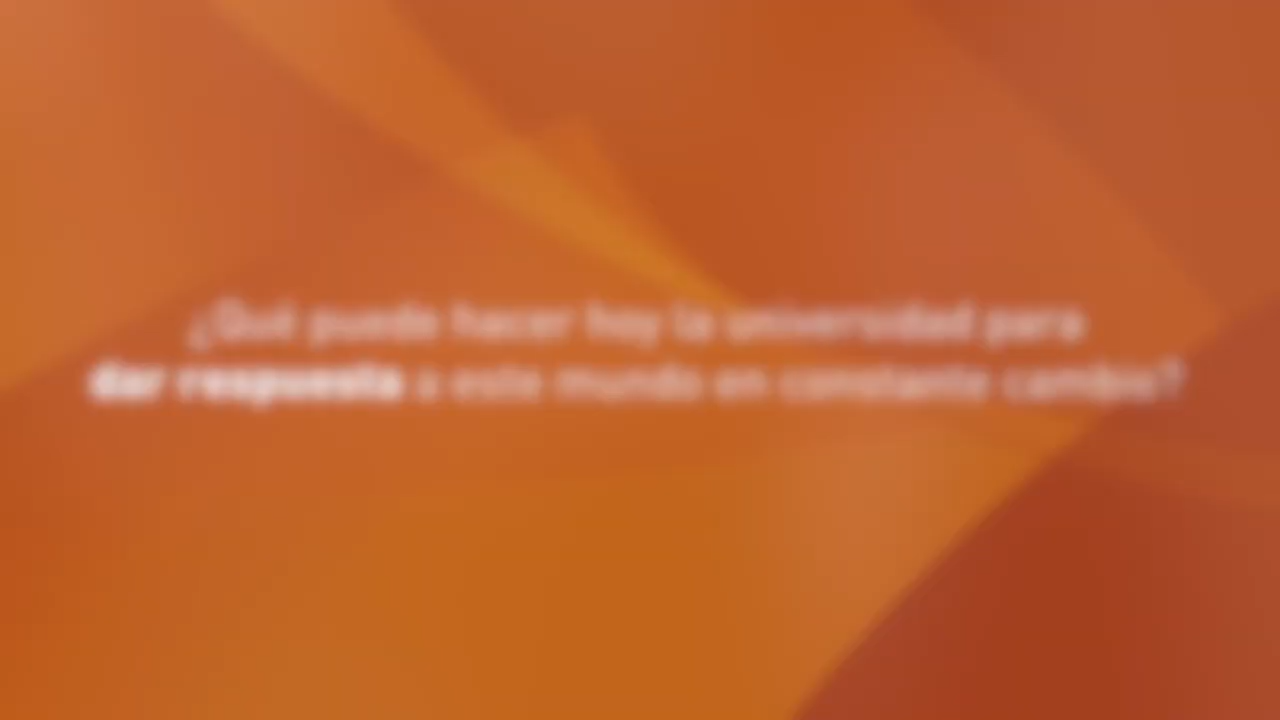 ¿Qué puede hacer hoy la universidad para
dar respuesta a este mundo en constante cambio?